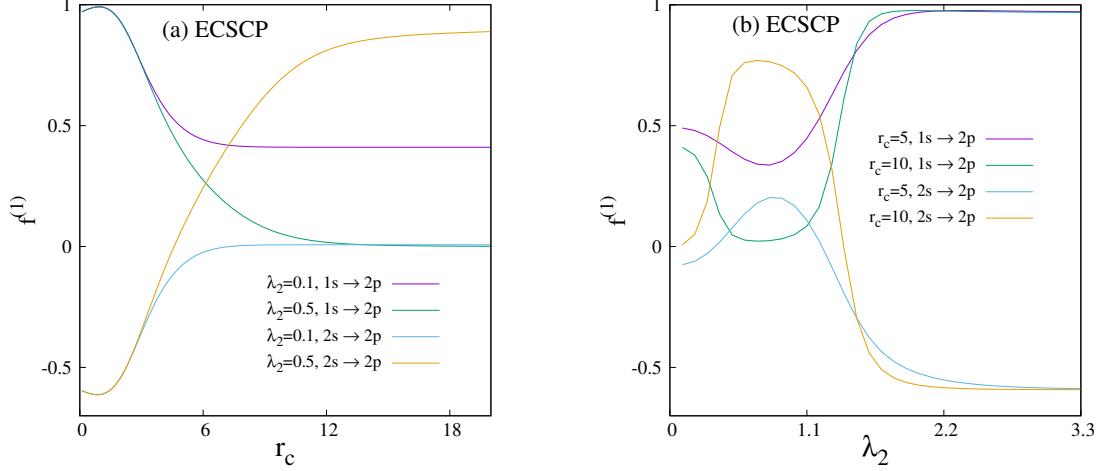 (a) ECSCP
f(1)
1
0.5
0
-0.5
λ2=0.1, 1s → 2p
λ2=0.5, 1s → 2p
λ2=0.1, 2s → 2p
λ2=0.5, 2s → 2p
0 6 12 18
rc
(b) ECSCP
f(1)
1
0.5
0
-0.5
rc=5, 1s → 2p
rc=10, 1s → 2p
rc=5, 2s → 2p
rc=10, 2s → 2p
0 1.1 2.2 3.3
λ2